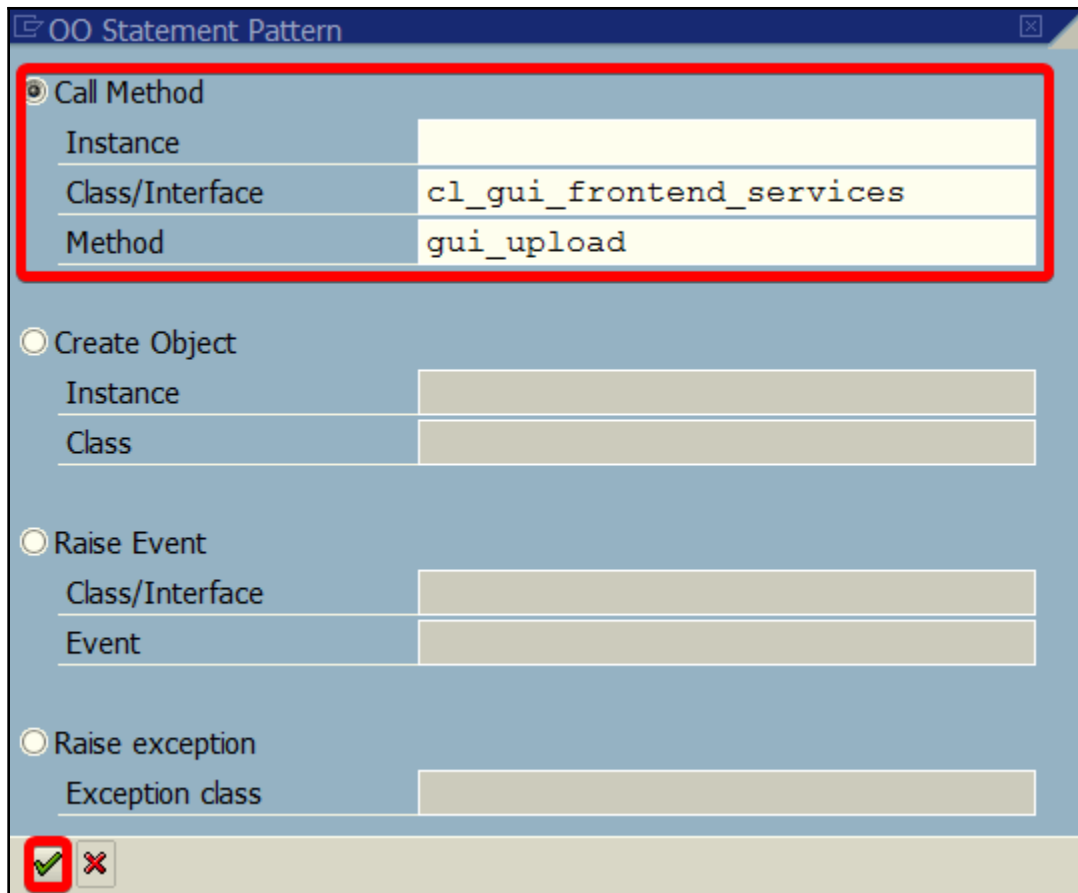 OO Statement Pattern
Call Method
Instance
Class/Interface cl_gui_frontend_services
Method gui_upload
Create Object
Instance
Class
Raise Event
Class/Interface
Event
Raise exception
Exception class